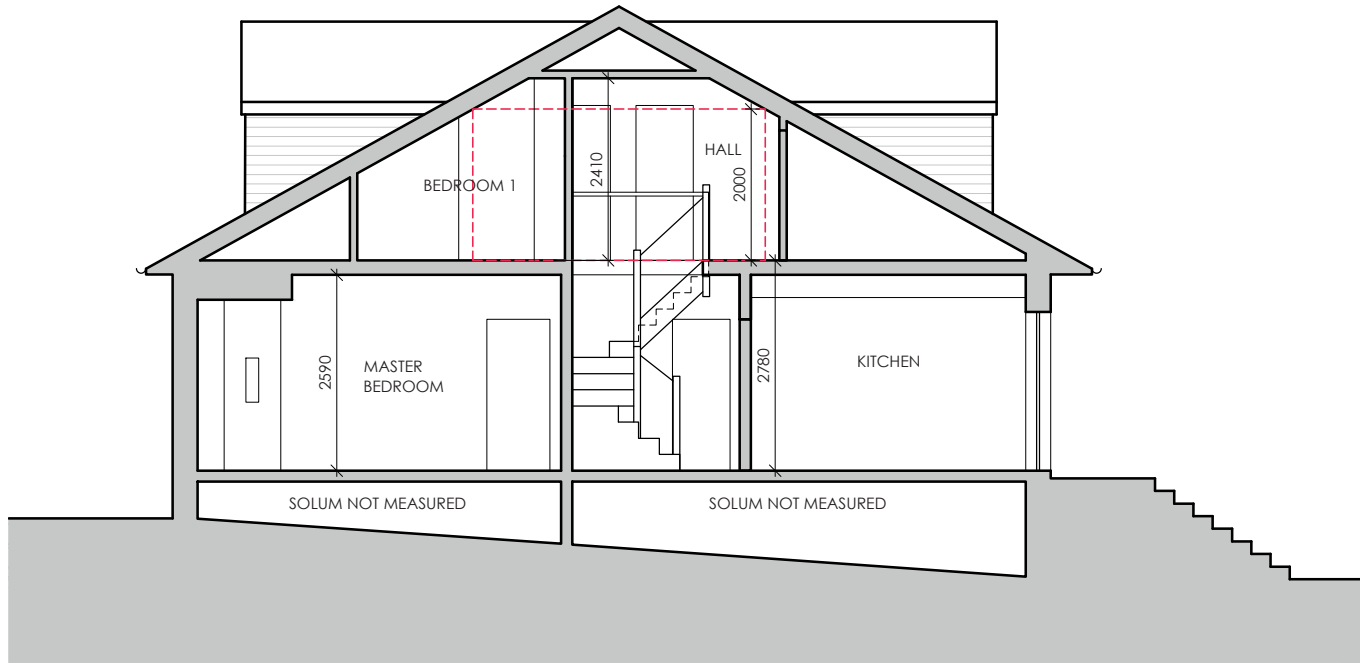 HALL
BEDROOM 1
2410
2000
MASTER
BEDROOM
2590
2780
KITCHEN
SOLUM NOT MEASURED
SOLUM NOT MEASURED